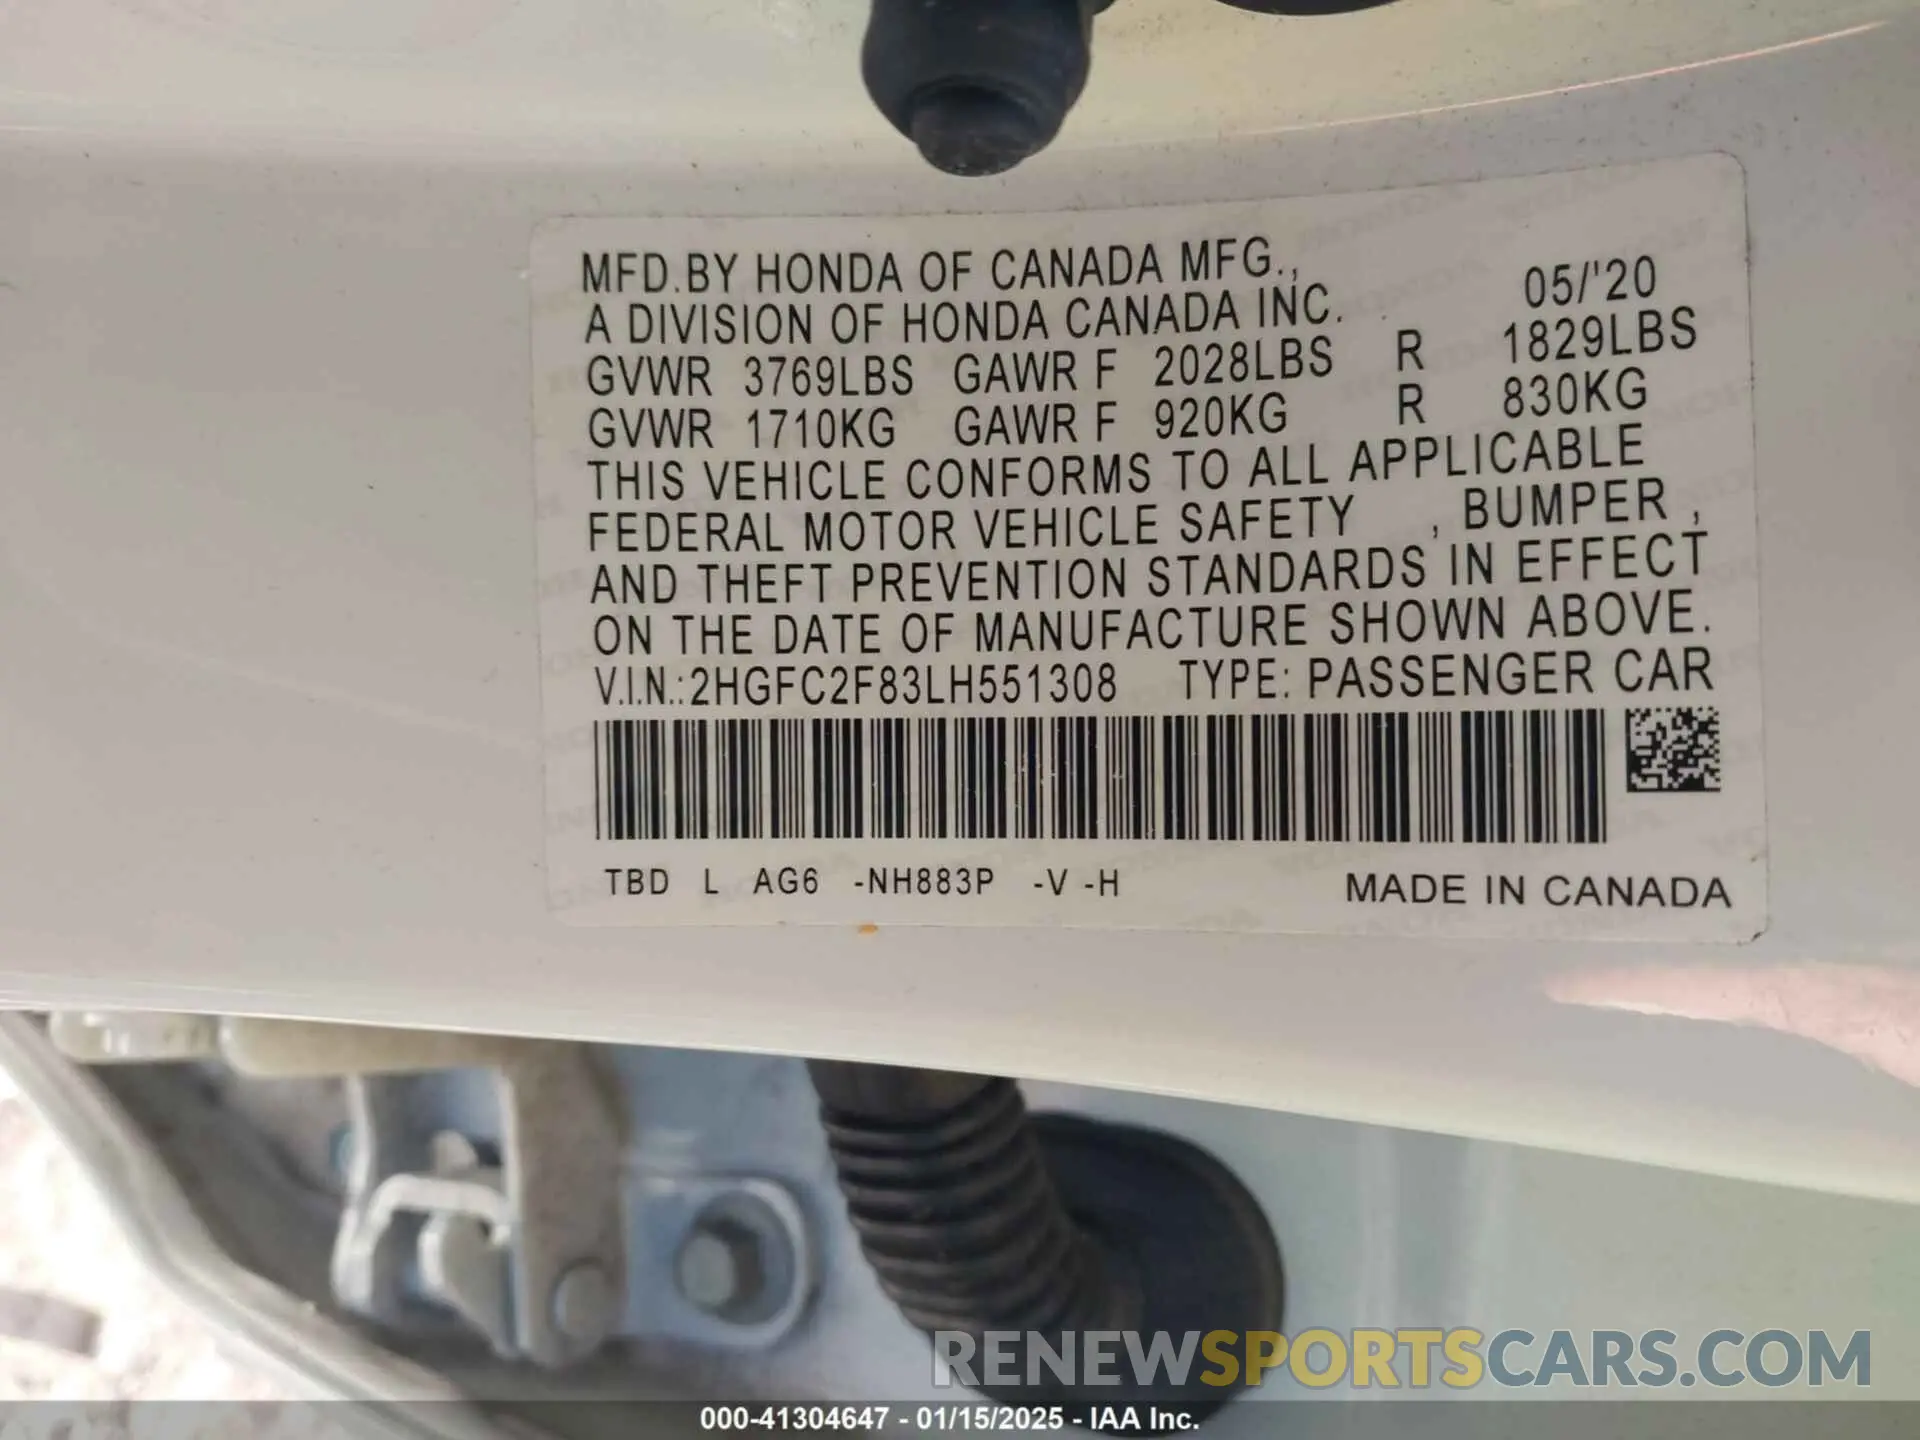 MFD.BY HONDA OF CANADA MFG.,
A DIVISION OF HONDA CANADA INC. 05/'20
GVWR 3769LBS GAWR F 2028LBS R 1829LBS
GVWR 1710KG GAWR F 920KG R 830KG
THIS VEHICLE CONFORMS TO ALL APPLICABLE
FEDERAL MOTOR VEHICLE SAFETY , BUMPER ,
AND THEFT PREVENTION STANDARDS IN EFFECT
ON THE DATE OF MANUFACTURE SHOWN ABOVE.
V.I.N.:2HGFC2F83LH551308 TYPE: PASSENGER CAR
TBD L AG6 -NH883P -V -H MADE IN CANADA
RENEWSPORTSCARS.COM
000-41304647 - 01/15/2025 - IAA Inc.